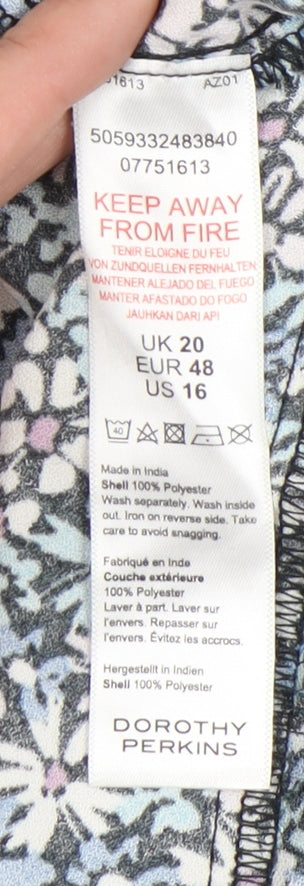 51613 AZ01
5059332483840
07751613
KEEP AWAY
FROM FIRE
TENIR ELOIGNE DU FEU
VON ZUNDQUELLEN FERNHALTEN
MANTENER ALEJADO DEL FUEGO
MANTER AFASTADO DO FOGO
JAUHKAN DARI API
UK 20
EUR 48
US 16
40
Made in India
Shell 100% Polyester
Wash separately. Wash inside
out. Iron on reverse side. Take
care to avoid snagging.
Fabriqué en Inde
Couche extérieure
100% Polyester
Laver à part. Laver sur
l'envers. Repasser sur
l'envers. Évitez les accrocs.
Hergestellt in Indien
Shell 100% Polyester
DOROTHY
PERKINS